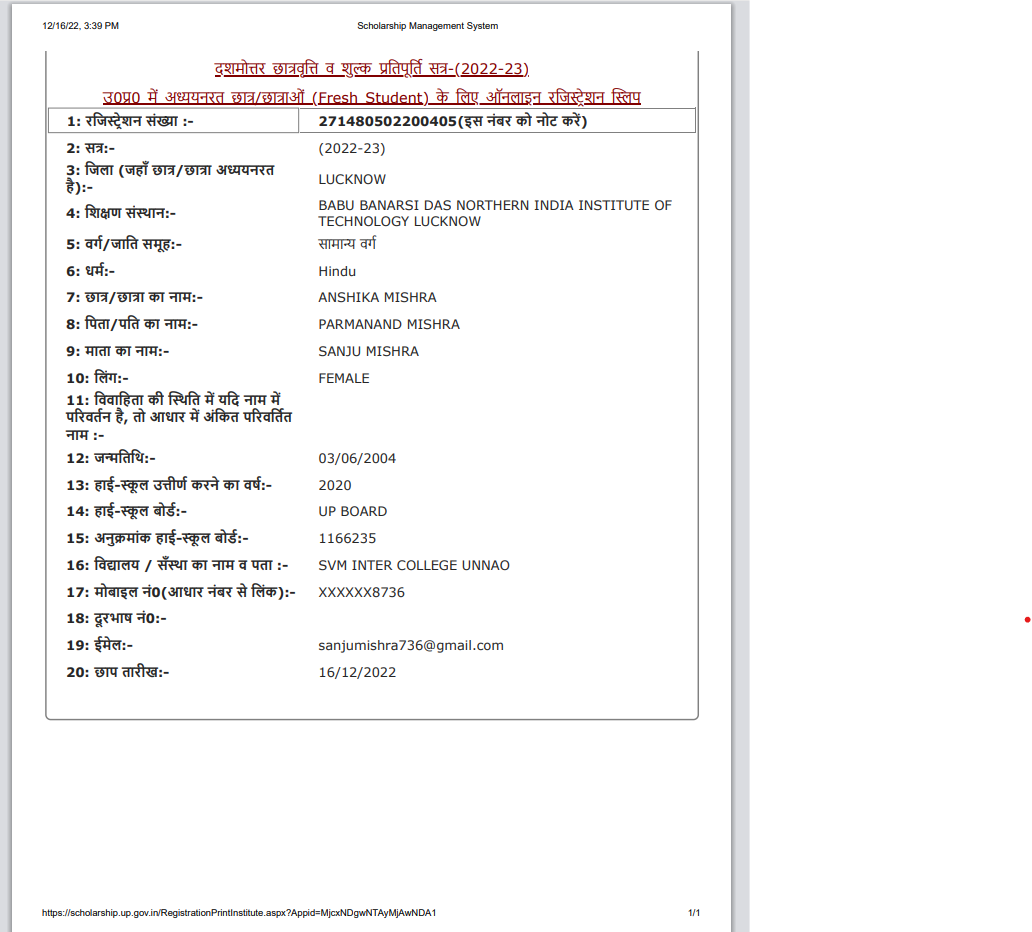 12/16/22, 3:39 PM Scholarship Management System
दशमोत्तर छात्रवृत्ति व शुल्क प्रतिपूर्ति सत्र-(2022-23)
उ0प्र0 में अध्ययनरत छात्र/छात्राओं (Fresh Student) के लिए ऑनलाइन रजिस्ट्रेशन स्लिप
1: रजिस्ट्रेशन संख्या :- 271480502200405(इस नंबर को नोट करें)
2: सत्र:- (2022-23)
3: जिला (जहाँ छात्र/छात्रा अध्ययनरत
है):- LUCKNOW
4: शिक्षण संस्थान:- BABU BANARSI DAS NORTHERN INDIA INSTITUTE OF
TECHNOLOGY LUCKNOW
5: वर्ग/जाति समूह:- सामान्य वर्ग
6: धर्म:- Hindu
7: छात्र/छात्रा का नाम:- ANSHIKA MISHRA
8: पिता/पति का नाम:- PARMANAND MISHRA
9: माता का नाम:- SANJU MISHRA
10: लिंग:- FEMALE
11: विवाहिता की स्थिति में यदि नाम में
परिवर्तन है, तो आधार में अंकित परिवर्तित
नाम :-
12: जन्मतिथि:- 03/06/2004
13: हाई-स्कूल उत्तीर्ण करने का वर्ष:- 2020
14: हाई-स्कूल बोर्ड:- UP BOARD
15: अनुक्रमांक हाई-स्कूल बोर्ड:- 1166235
16: विद्यालय / सँस्था का नाम व पता :- SVM INTER COLLEGE UNNAO
17: मोबाइल नं0(आधार नंबर से लिंक):- XXXXXX8736
18: दूरभाष नं0:-
19: ईमेल:- sanjumishra736@gmail.com
20: छाप तारीख:- 16/12/2022
https://scholarship.up.gov.in/RegistrationPrintInstitute.aspx?Appid=MjcxNDgwNTAyMjAwNDA1 1/1